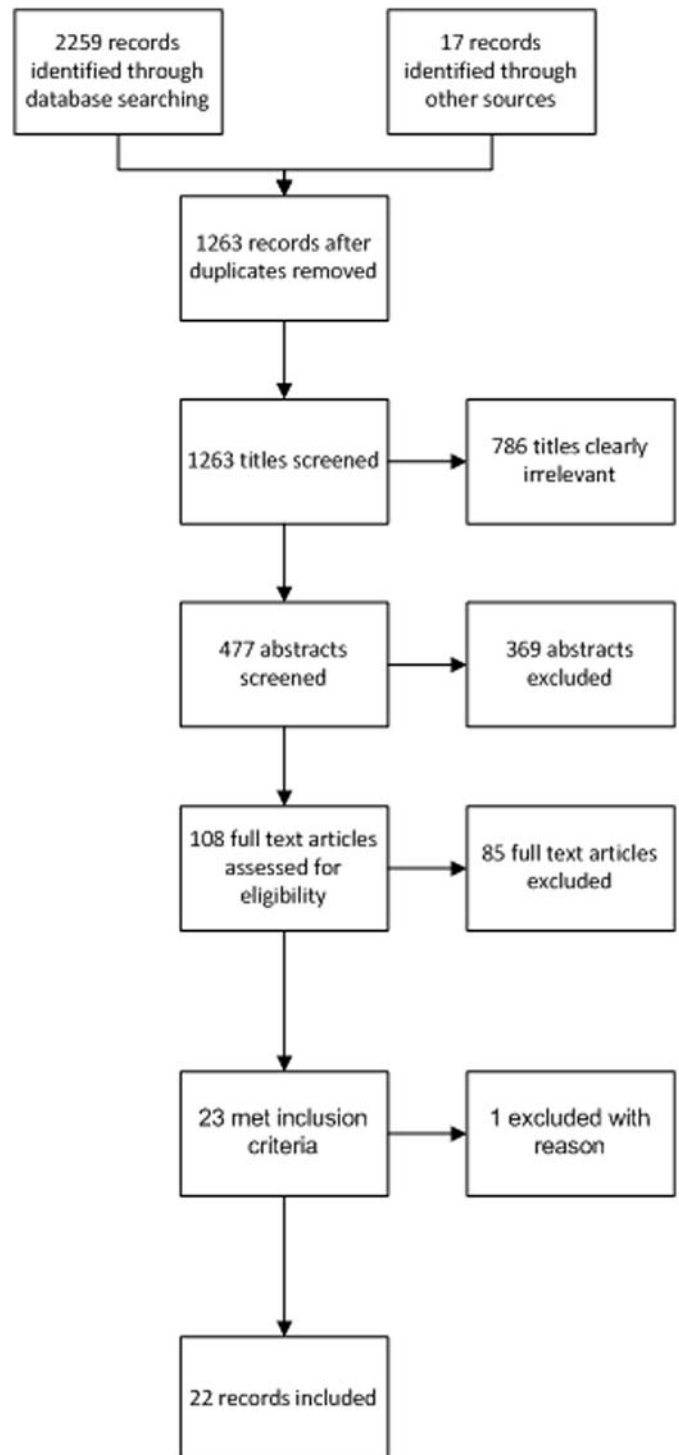 2259 records
identified through
database searching
17 records
identified through
other sources
1263 records after
duplicates removed
1263 titles screened
786 titles clearly
irrelevant
477 abstracts
screened
369 abstracts
excluded
108 full text articles
assessed for
eligibility
85 full text articles
excluded
23 met inclusion
criteria
1 excluded with
reason
22 records included